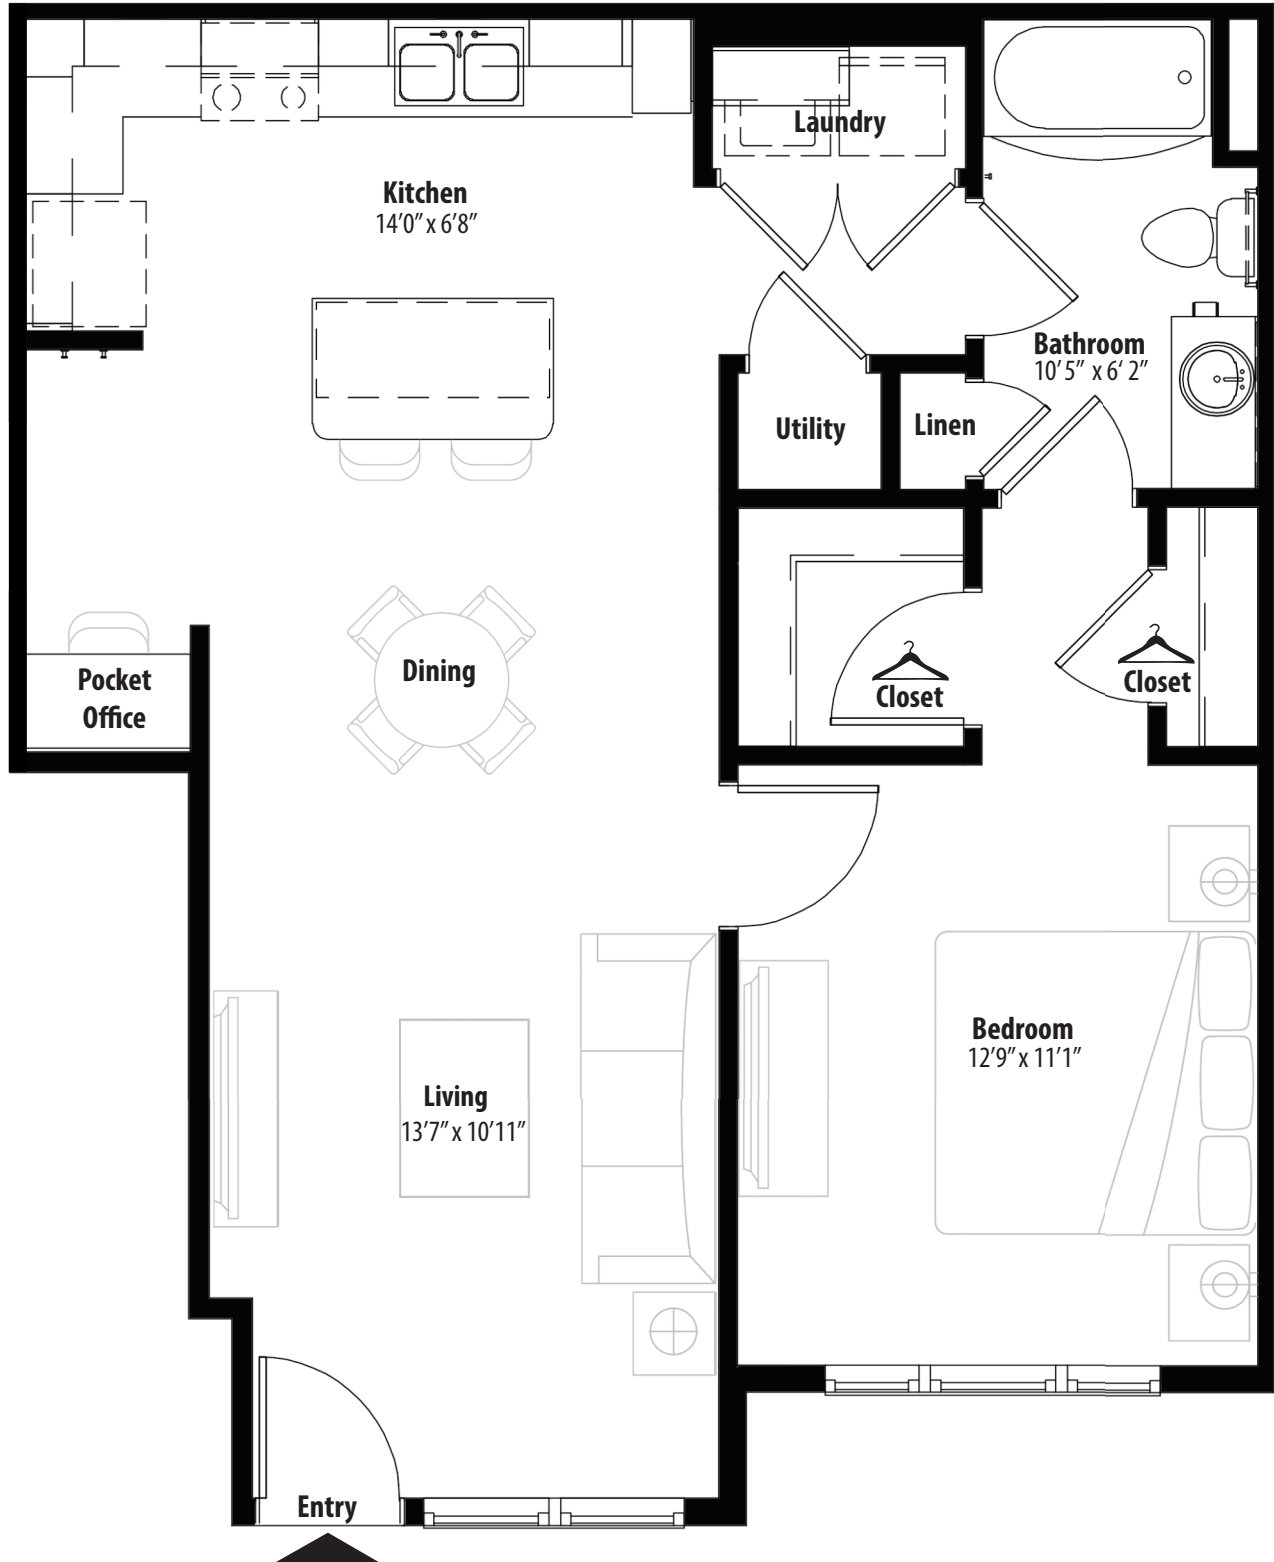 Laundry
Kitchen
14'0" x 6'8"
Bathroom
10' 5"  x 6' 2"
Utility
Linen
Pocket
Office
Dining
Closet
Closet
Bedroom
12'9" x 11'1"
Living
13'7" x 10'11"
Entry